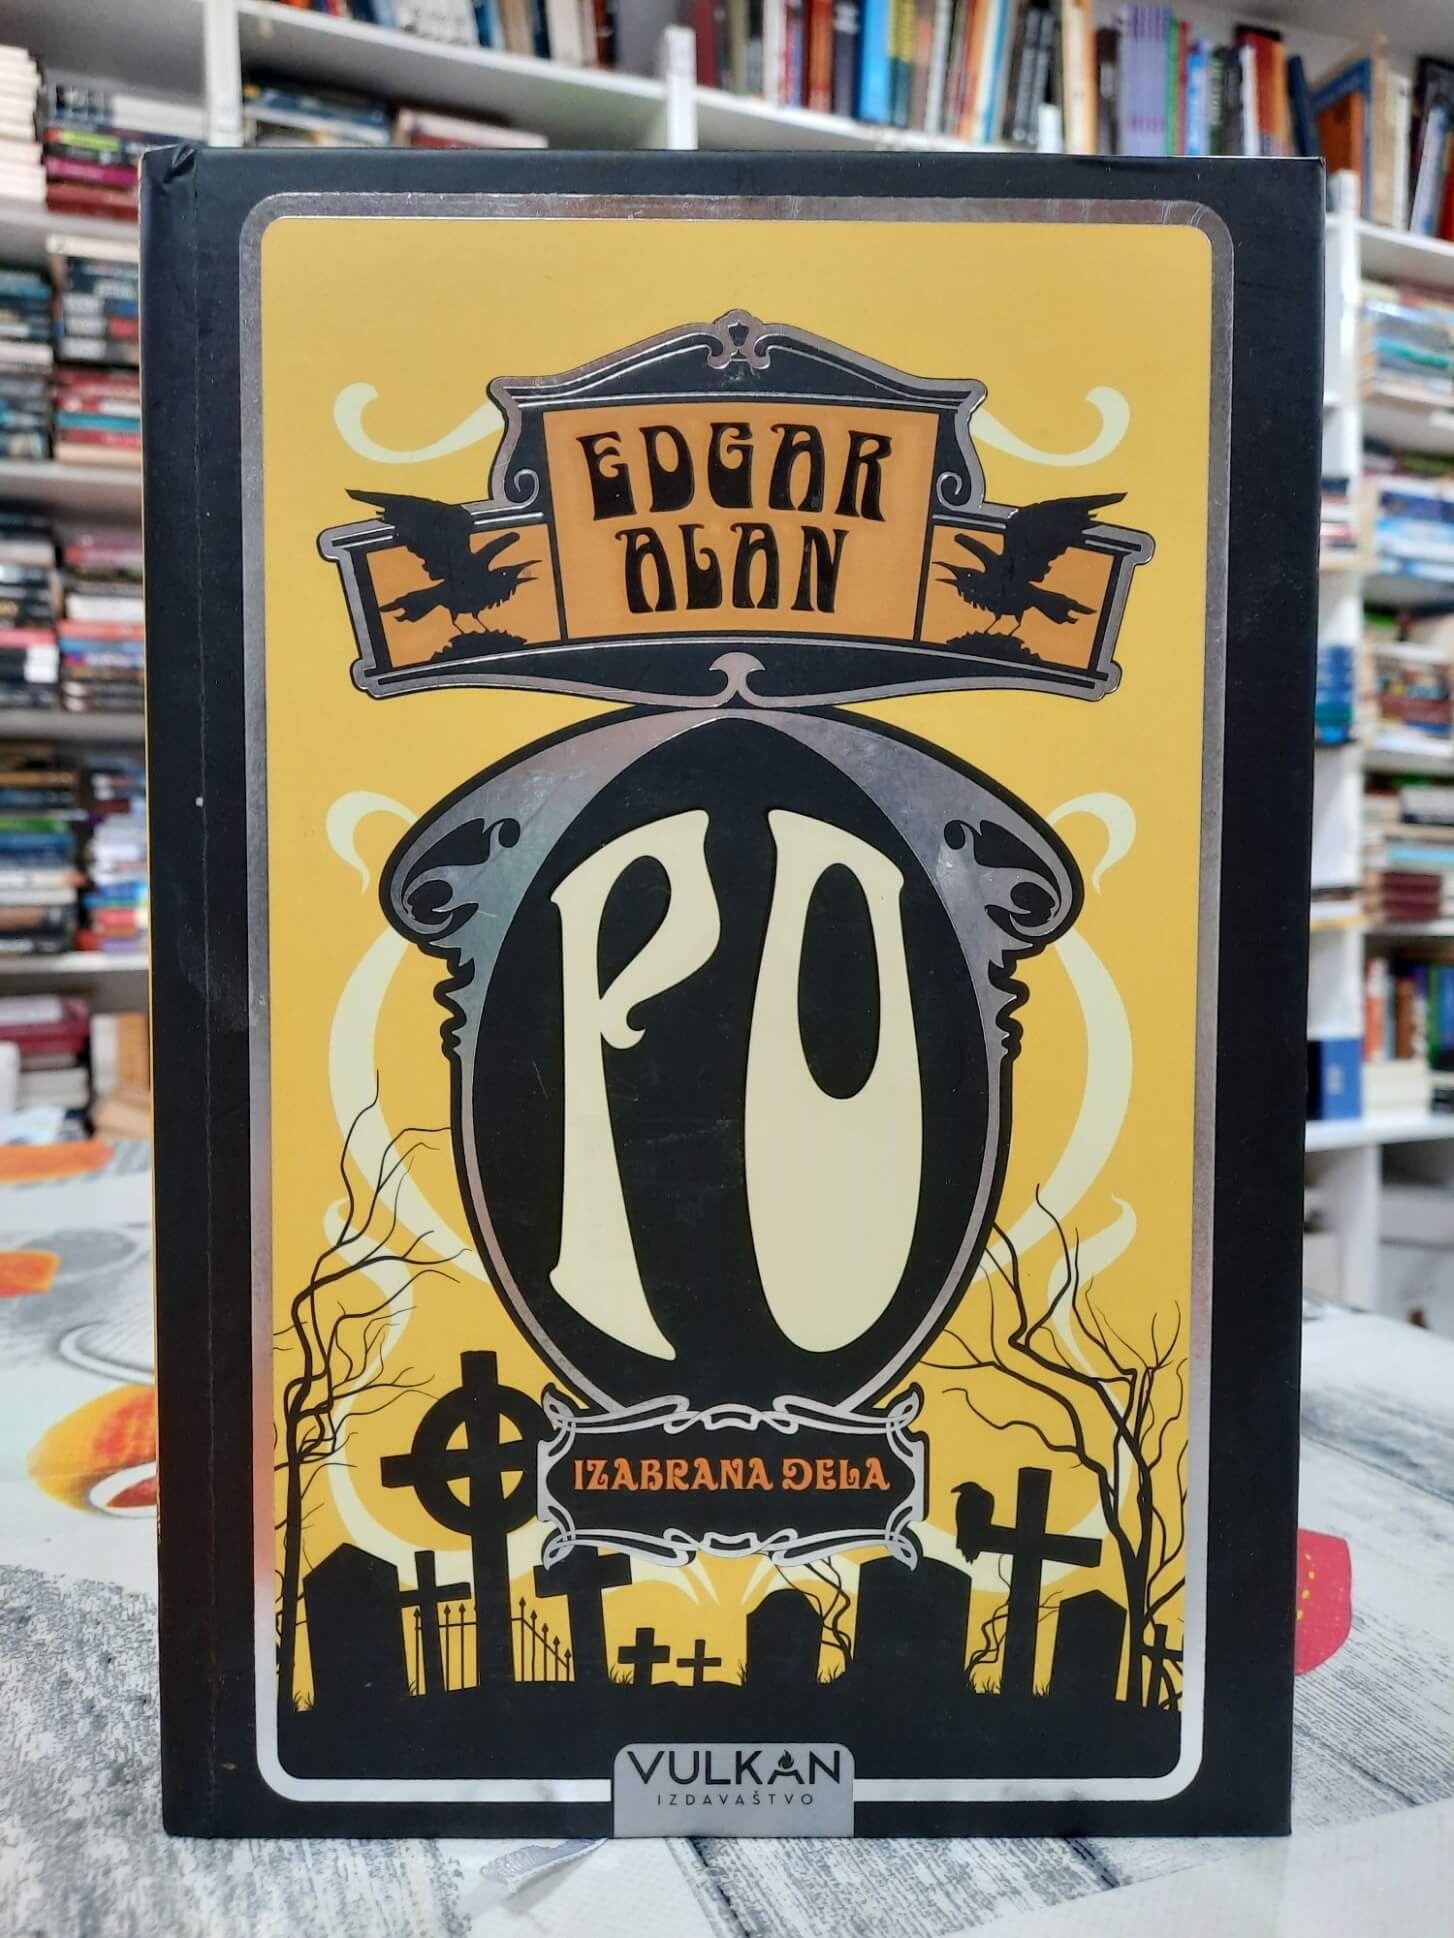 EDGAR
ALAN
PO
IZABRANA DELA
VULKAN
IZDAVAŠTVO